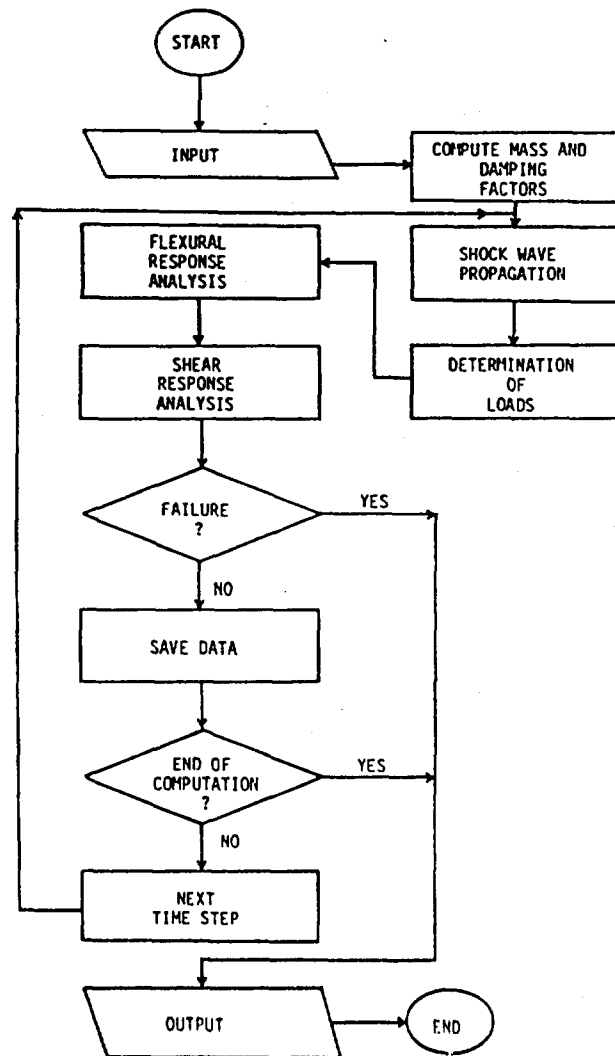 START
INPUT
COMPUTE MASS AND
DAMPING
FACTORS
SHOCK WAVE
PROPAGATION
DETERMINATION
OF
LOADS
FLEXURAL
RESPONSE
ANALYSIS
SHEAR
RESPONSE
ANALYSIS
FAILURE
?
YES
NO
SAVE DATA
END OF
COMPUTATION
?
YES
NO
NEXT
TIME STEP
OUTPUT
END